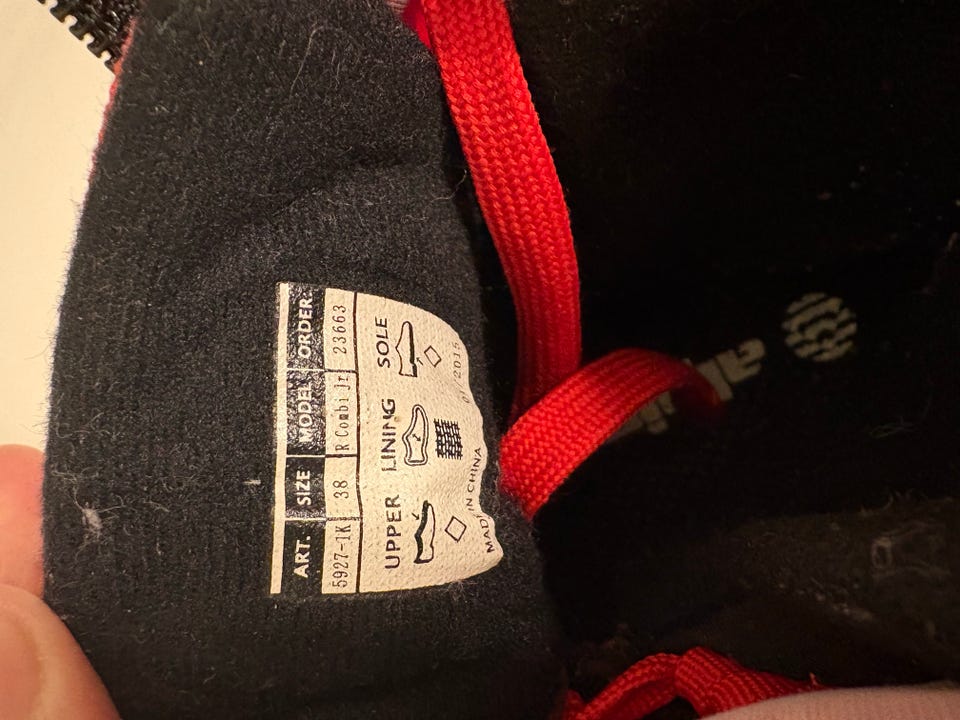 ART. SIZE MODEL ORDER.
5927-1K 38 R Combi Jr 23663
UPPER LINING SOLE
MADE IN CHINA